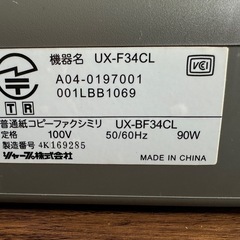 機器名 UX-F34CL
A04-0197001
001LBB1069
VCI
T R
普通紙コピーファクシミリ UX-BF34CL
定格 100V 50/60Hz 90W
製造番号 4K169285
シャープ株式会社 MADE IN CHINA